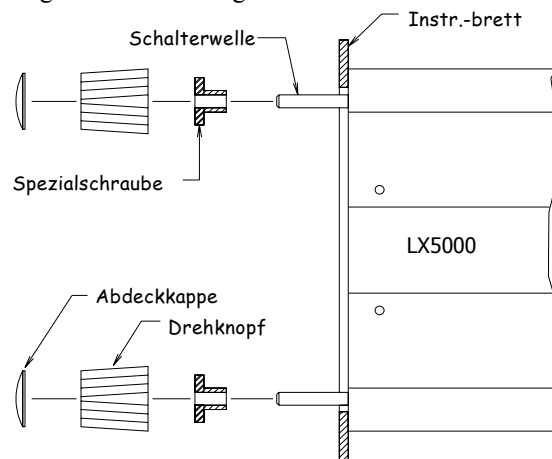 Instr.-brett
Schalterwelle
Spezialschraube
LX5000
Abdeckkappe
Drehknopf